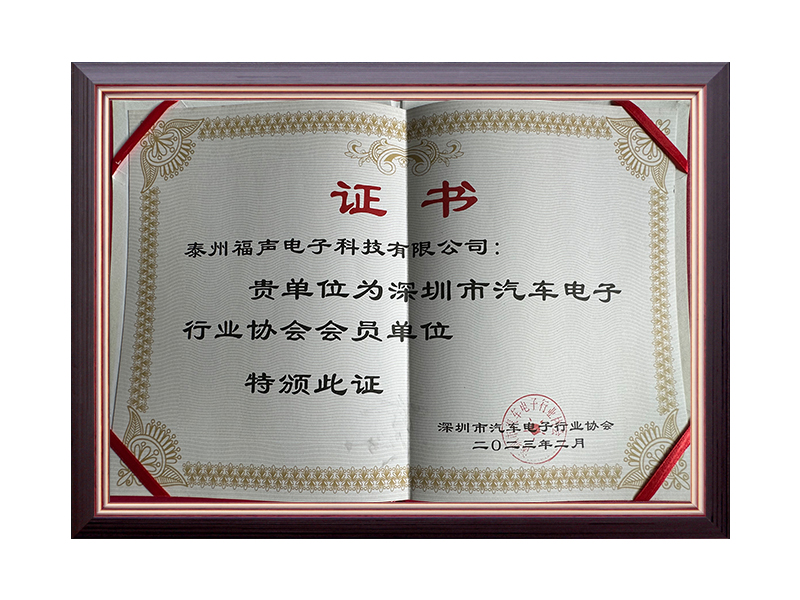 证书
泰州福声电子科技有限公司：
贵单位为深圳市汽车电子
行业协会会员单位
特颁此证
深圳市汽车电子行业协会
二〇二三年二月